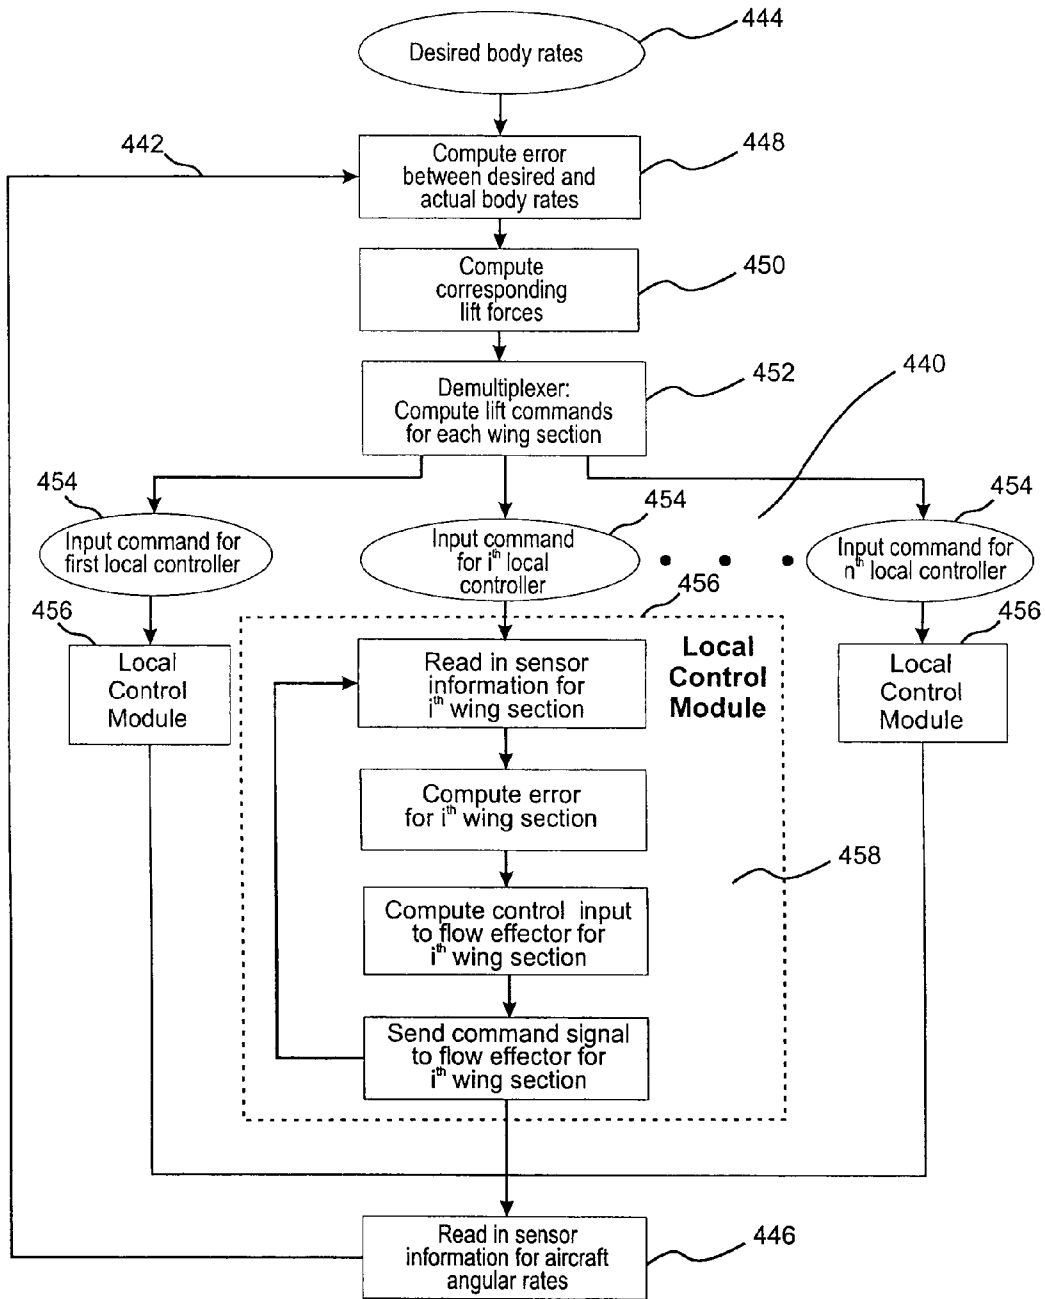 444
Desired body rates
442
448
Compute error
between desired and
actual body rates
450
Compute
corresponding
lift forces
440
452
Demultiplexer:
Compute lift commands
for each wing section
454
454
454
Input command for
first local controller
Input command
for ith local
controller
Input command for
nth local controller
456
456
456
Local
Control
Module
Read in sensor
information for
ith wing section
Local
Control
Module
Local
Control
Module
Compute error
for ith wing section
458
Compute control input
to flow effector for
ith wing section
Send command signal
to flow effector for
ith wing section
Read in sensor
information for aircraft
angular rates
446